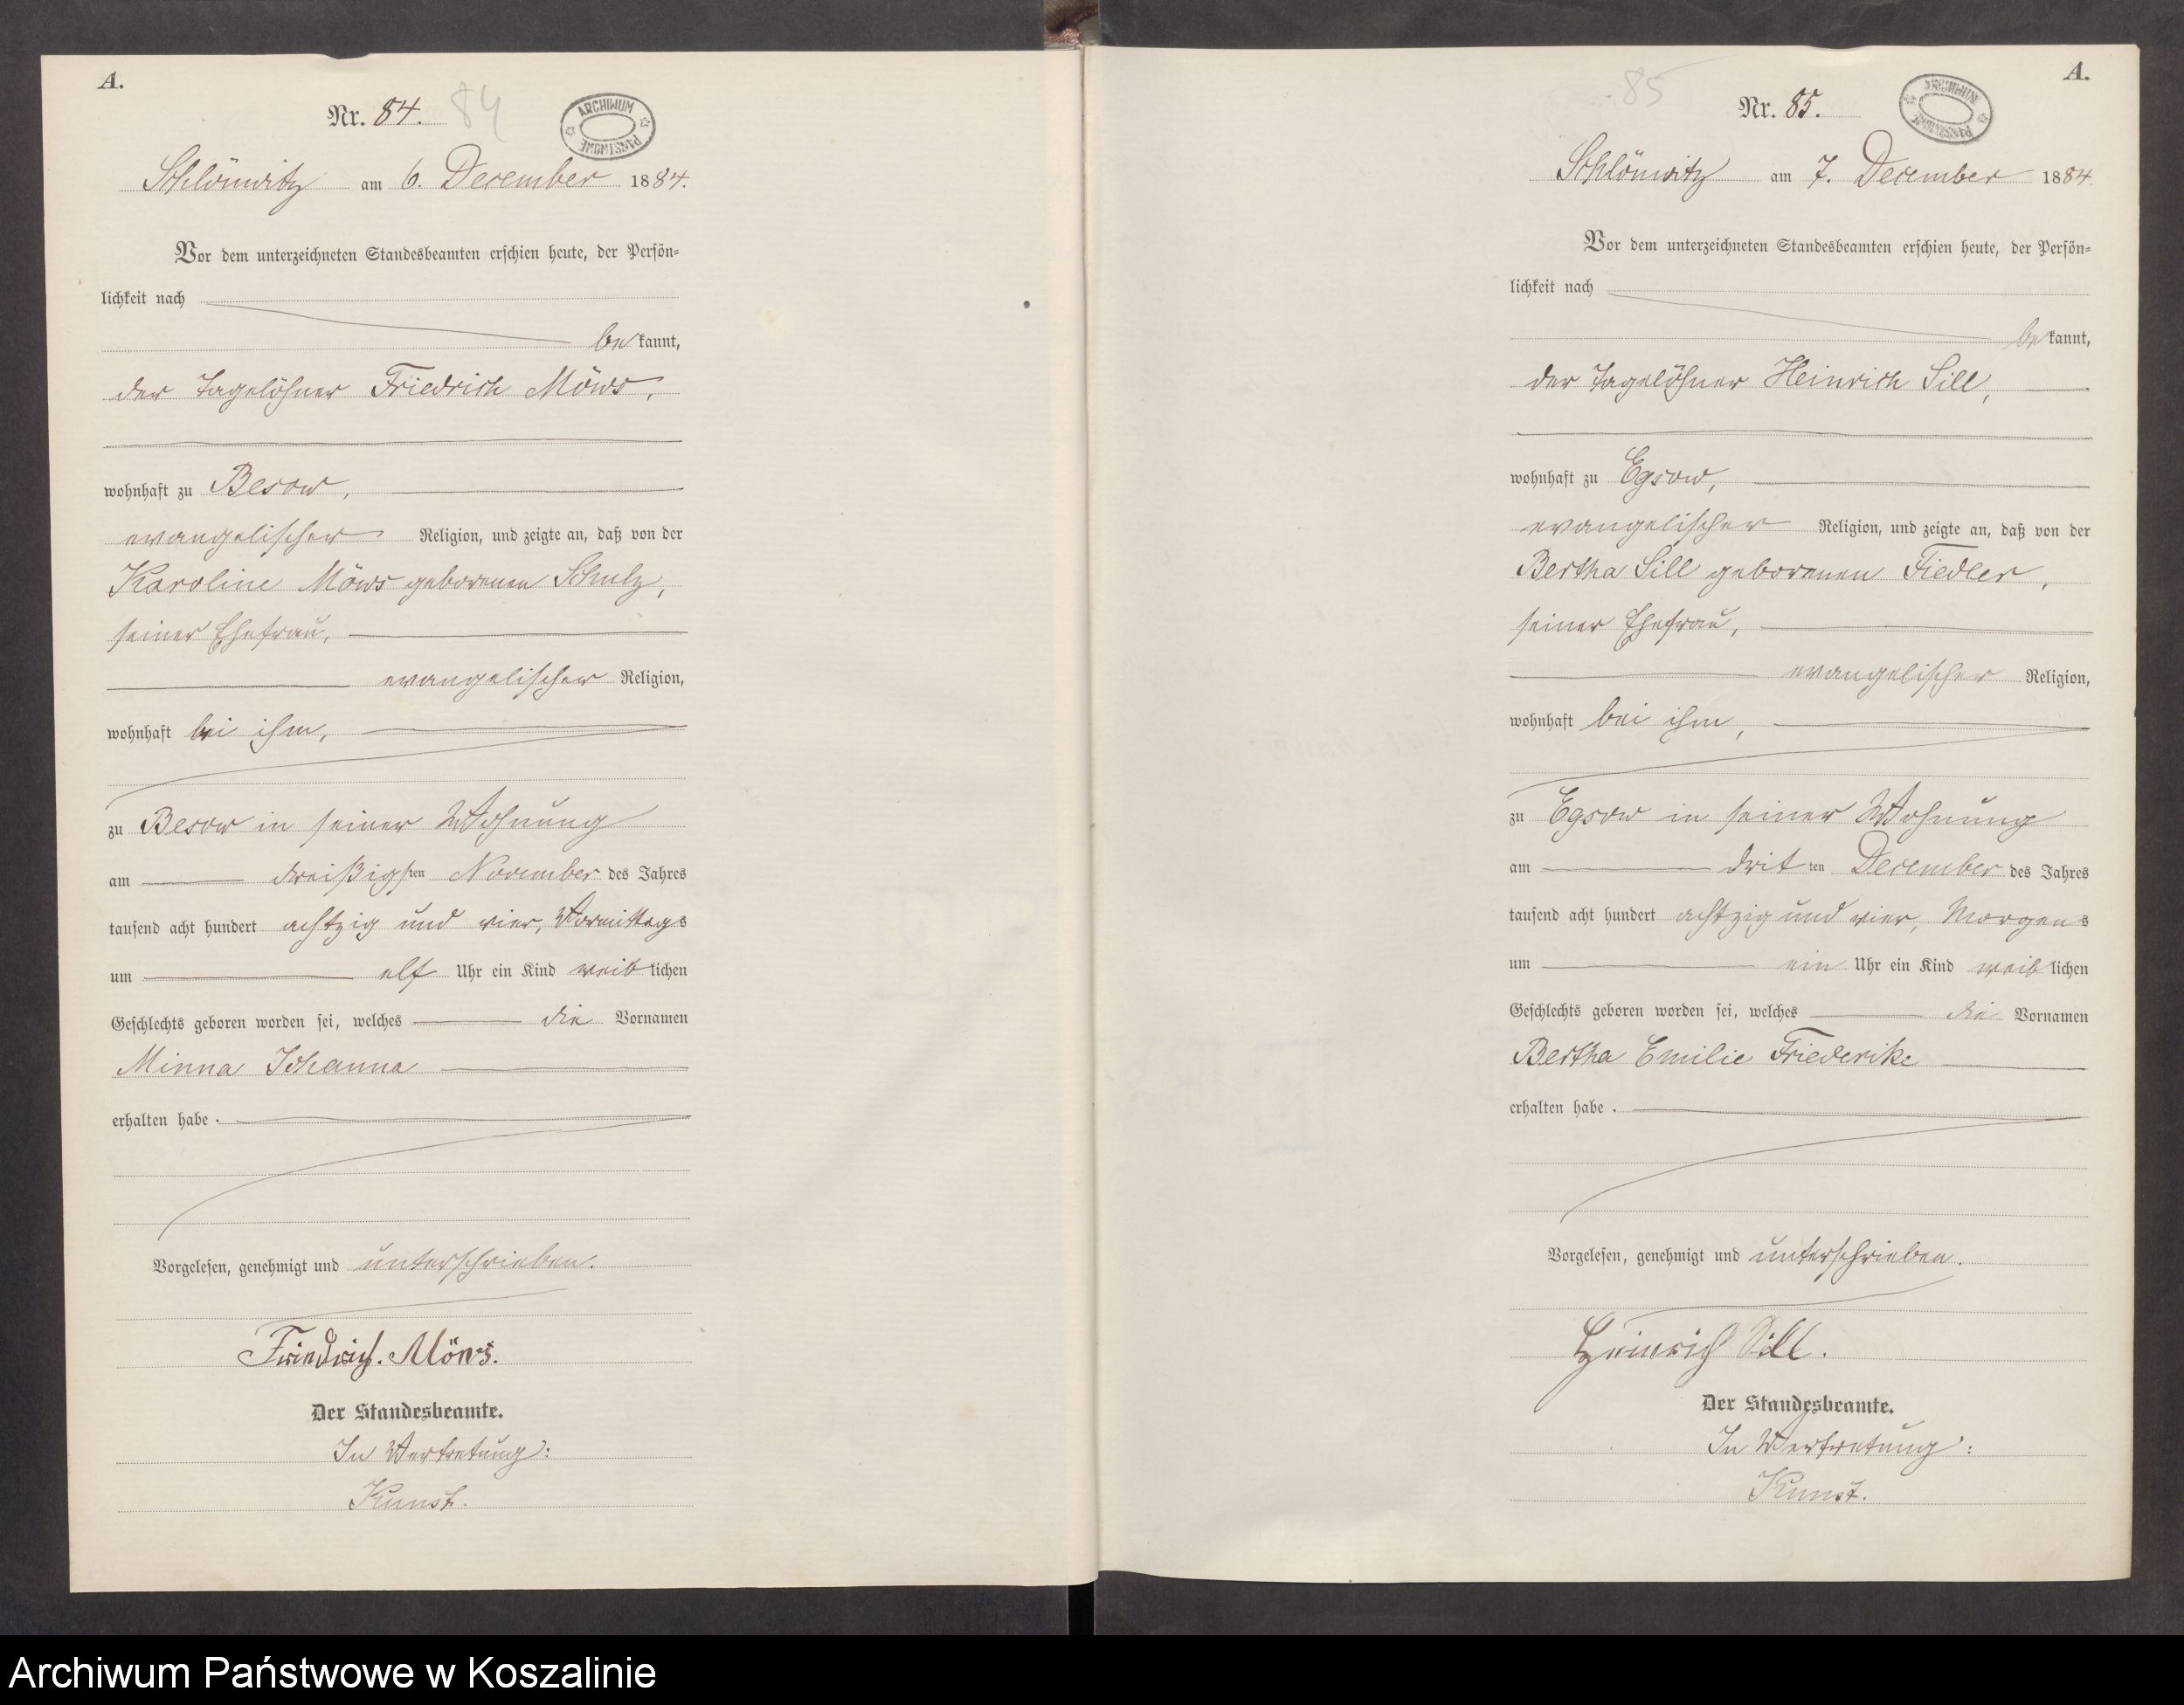 A.
Nr. 84.
84
ARCHIWUM PAŃSTWOWE
Schlönwitz am 6. December 1884.
Vor dem unterzeichneten Standesbeamten erschien heute, der Persön=
lichkeit nach
bekannt,
der Tagelöhner Friedrich Möws,
wohnhaft zu Besow,
evangelischer Religion, und zeigte an, daß von der
Karoline Möws geborenen Schulz,
seiner Ehefrau,
evangelischer Religion,
wohnhaft bei ihm,
zu Besow in seiner Wohnung
am dreißigsten November des Jahres
tausend acht hundert achtzig und vier, Vormittags
um elf Uhr ein Kind weiblichen
Geschlechts geboren worden sei, welches die Vornamen
Minna Johanna
erhalten habe.
Vorgelesen, genehmigt und unterschrieben.
Friedrich. Möws.
Der Standesbeamte.
In Vertretung:
Kunst.
A.
85
Nr. 85.
ARCHIWUM PAŃSTWOWE
Schlönwitz am 7. December 1884.
Vor dem unterzeichneten Standesbeamten erschien heute, der Persön=
lichkeit nach
bekannt,
der Tagelöhner Heinrich Sill,
wohnhaft zu Egsow,
evangelischer Religion, und zeigte an, daß von der
Bertha Sill geborenen Fiedler,
seiner Ehefrau,
evangelischer Religion,
wohnhaft bei ihm,
zu Egsow in seiner Wohnung
am dritten December des Jahres
tausend acht hundert achtzig und vier, Morgens
um ein Uhr ein Kind weiblichen
Geschlechts geboren worden sei, welches die Vornamen
Bertha Emilie Friederike
erhalten habe.
Vorgelesen, genehmigt und unterschrieben.
Heinrich Sill.
Der Standesbeamte.
In Vertretung:
Kunst.
Archiwum Państwowe w Koszalinie